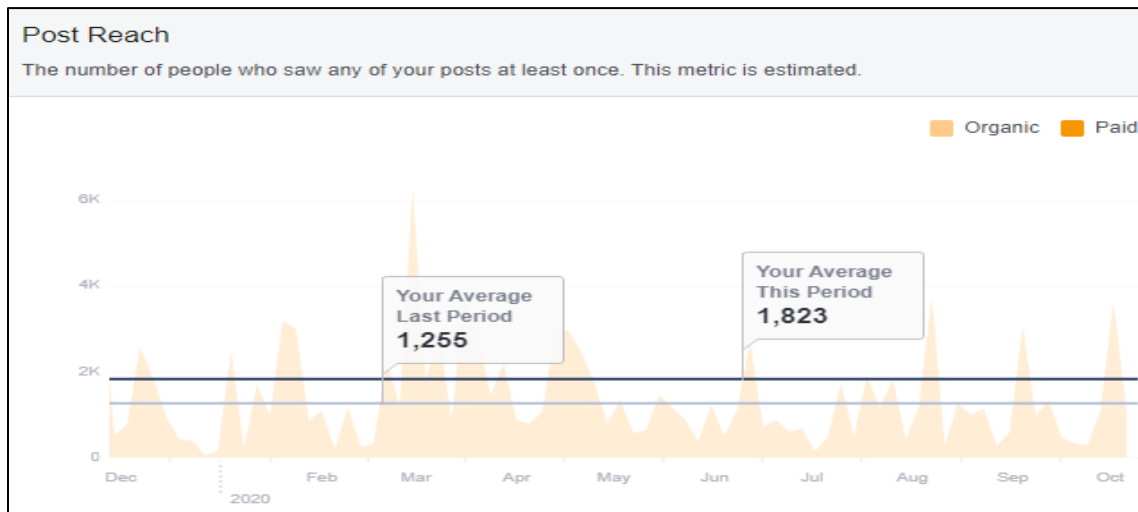 Post Reach
The number of people who saw any of your posts at least once. This metric is estimated.
Organic Paid
6K
4K
2K
0
Your Average
Last Period
1,255
Your Average
This Period
1,823
Dec Feb Mar Apr May Jun Jul Aug Sep Oct
2020